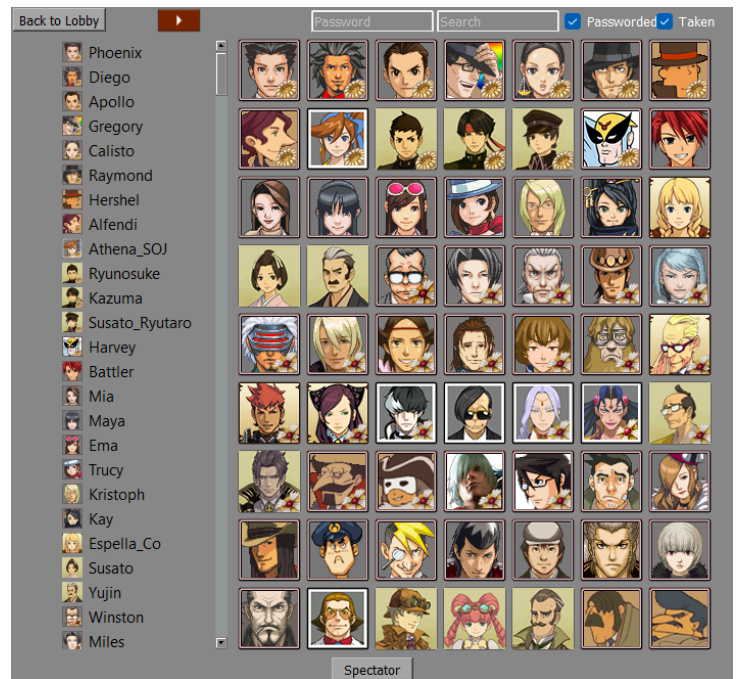 Back to Lobby
Password
Search
Passworded
Taken
Phoenix
Diego
Apollo
Gregory
Calisto
Raymond
Hershel
Alfendi
Athena_SOJ
Ryunosuke
Kazuma
Susato_Ryutaro
Harvey
Battler
Mia
Maya
Ema
Trucy
Kristoph
Kay
Espella_Co
Susato
Yujin
Winston
Miles
Spectator